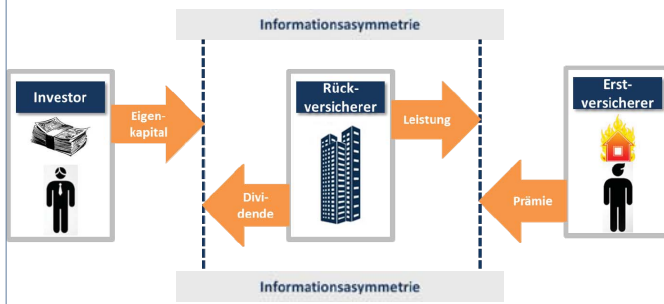 Informationsasymmetrie
Investor
Eigen-
kapital
Rück-
versicherer
Leistung
Erst-
versicherer
Divi-
dende
Prämie
Informationsasymmetrie